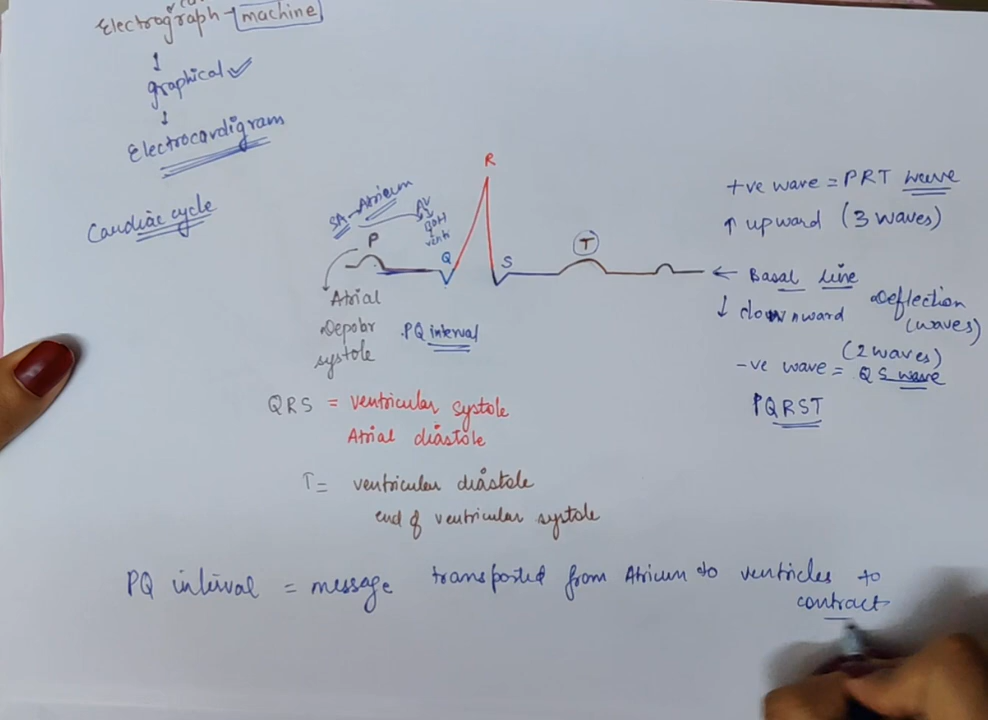 Electrograph → machine
↓
graphical ✓
↓
Electrocardigram
Cardiac cycle
R
SA - Atricum
AV
P
Q
S
T
Atrial
Depolar
systole
PQ interval
+ve wave = PRT wave
↑ upward (3 waves)
← Basal line
↓ downward
Deflection
(waves)
(2 waves)
-ve wave = QS wave
PQRST
QRS = ventricular systole
Atrial diastole
T = ventricular diastole
end of ventricular systole
PQ interval = message transported from Atricum to ventricles to
contract